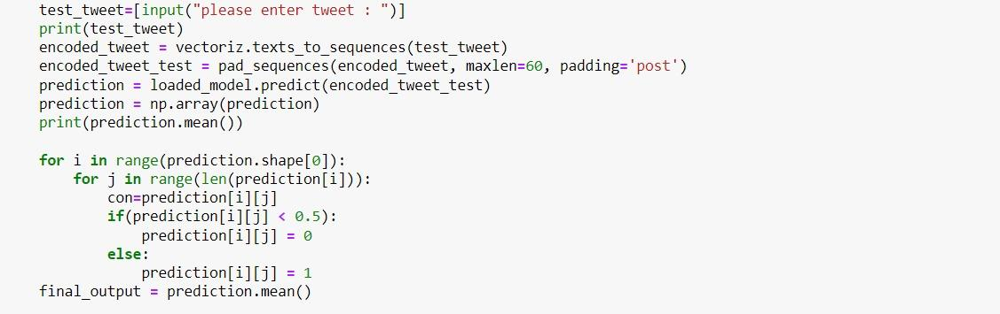 test_tweet=[input("please enter tweet : ")]
print(test_tweet)
encoded_tweet = vectoriz.texts_to_sequences(test_tweet)
encoded_tweet_test = pad_sequences(encoded_tweet, maxlen=60, padding='post')
prediction = loaded_model.predict(encoded_tweet_test)
prediction = np.array(prediction)
print(prediction.mean())

for i in range(prediction.shape[0]):
    for j in range(len(prediction[i])):
        con=prediction[i][j]
        if(prediction[i][j] < 0.5):
            prediction[i][j] = 0
        else:
            prediction[i][j] = 1
final_output = prediction.mean()